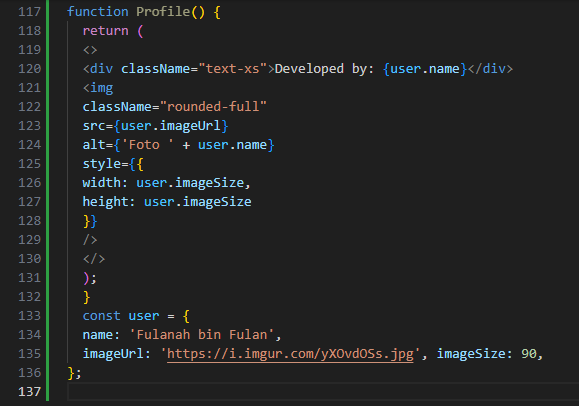 117 function Profile() {
118 return (
119 <>
120 <div className="text-xs">Developed by: {user.name}</div>
121 <img
122 className="rounded-full"
123 src={user.imageUrl}
124 alt={'Foto ' + user.name}
125 style={{
126 width: user.imageSize,
127 height: user.imageSize
128 }}
129 />
130 </>
131 );
132 }
133 const user = {
134 name: 'Fulanah bin Fulan',
135 imageUrl: 'https://i.imgur.com/yXOvdOSs.jpg', imageSize: 90,
136 };
137